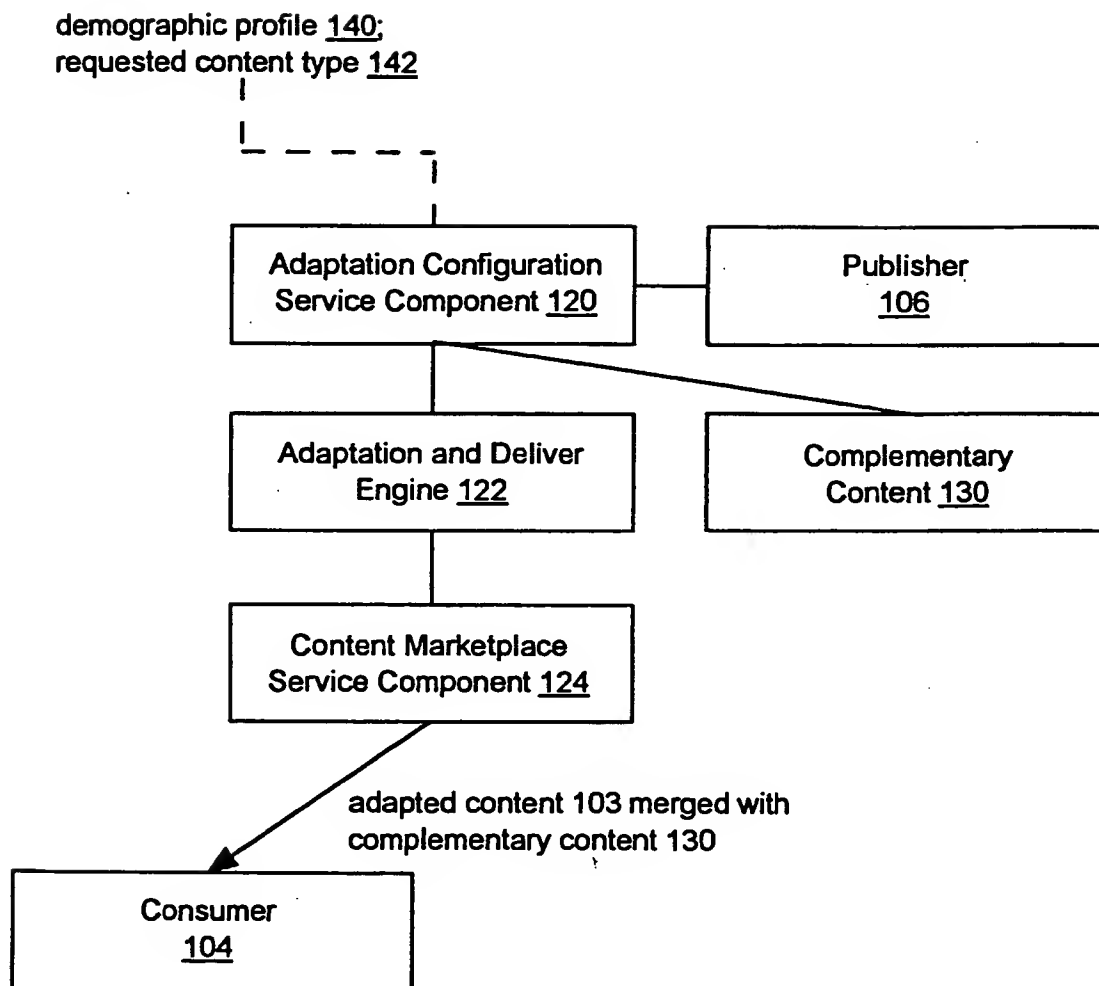 demographic profile 140;
requested content type 142
Adaptation Configuration
Service Component 120
Publisher
106
Adaptation and Deliver
Engine 122
Complementary
Content 130
Content Marketplace
Service Component 124
adapted content 103 merged with
complementary content 130
Consumer
104